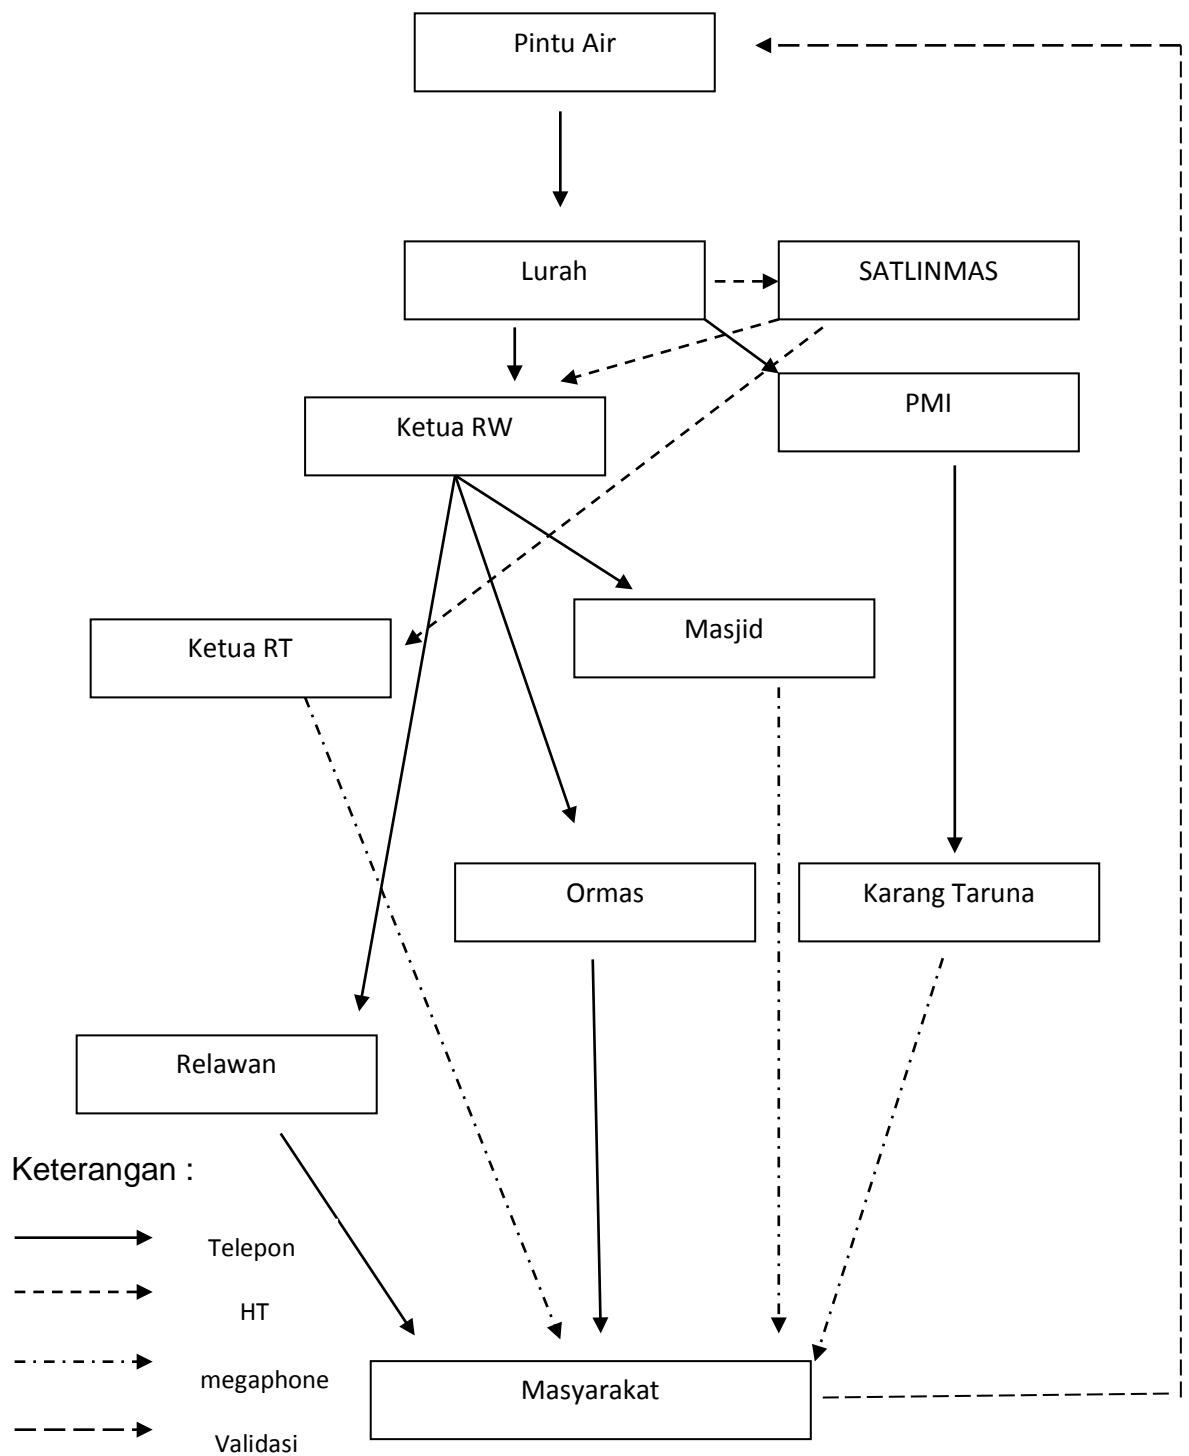 Pintu Air
Lurah
SATLINMAS
PMI
Ketua RW
Masjid
Ketua RT
Ormas
Karang Taruna
Relawan
Keterangan :
Telepon
HT
megaphone
Validasi
Masyarakat